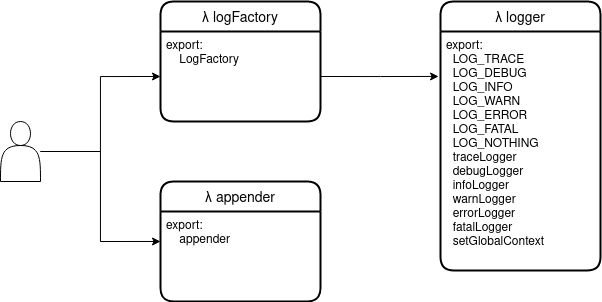 λ logFactory
export:
LogFactory
λ logger
export:
LOG_TRACE
LOG_DEBUG
LOG_INFO
LOG_WARN
LOG_ERROR
LOG_FATAL
LOG_NOTHING
traceLogger
debugLogger
infoLogger
warnLogger
errorLogger
fatalLogger
setGlobalContext
λ appender
export:
appender